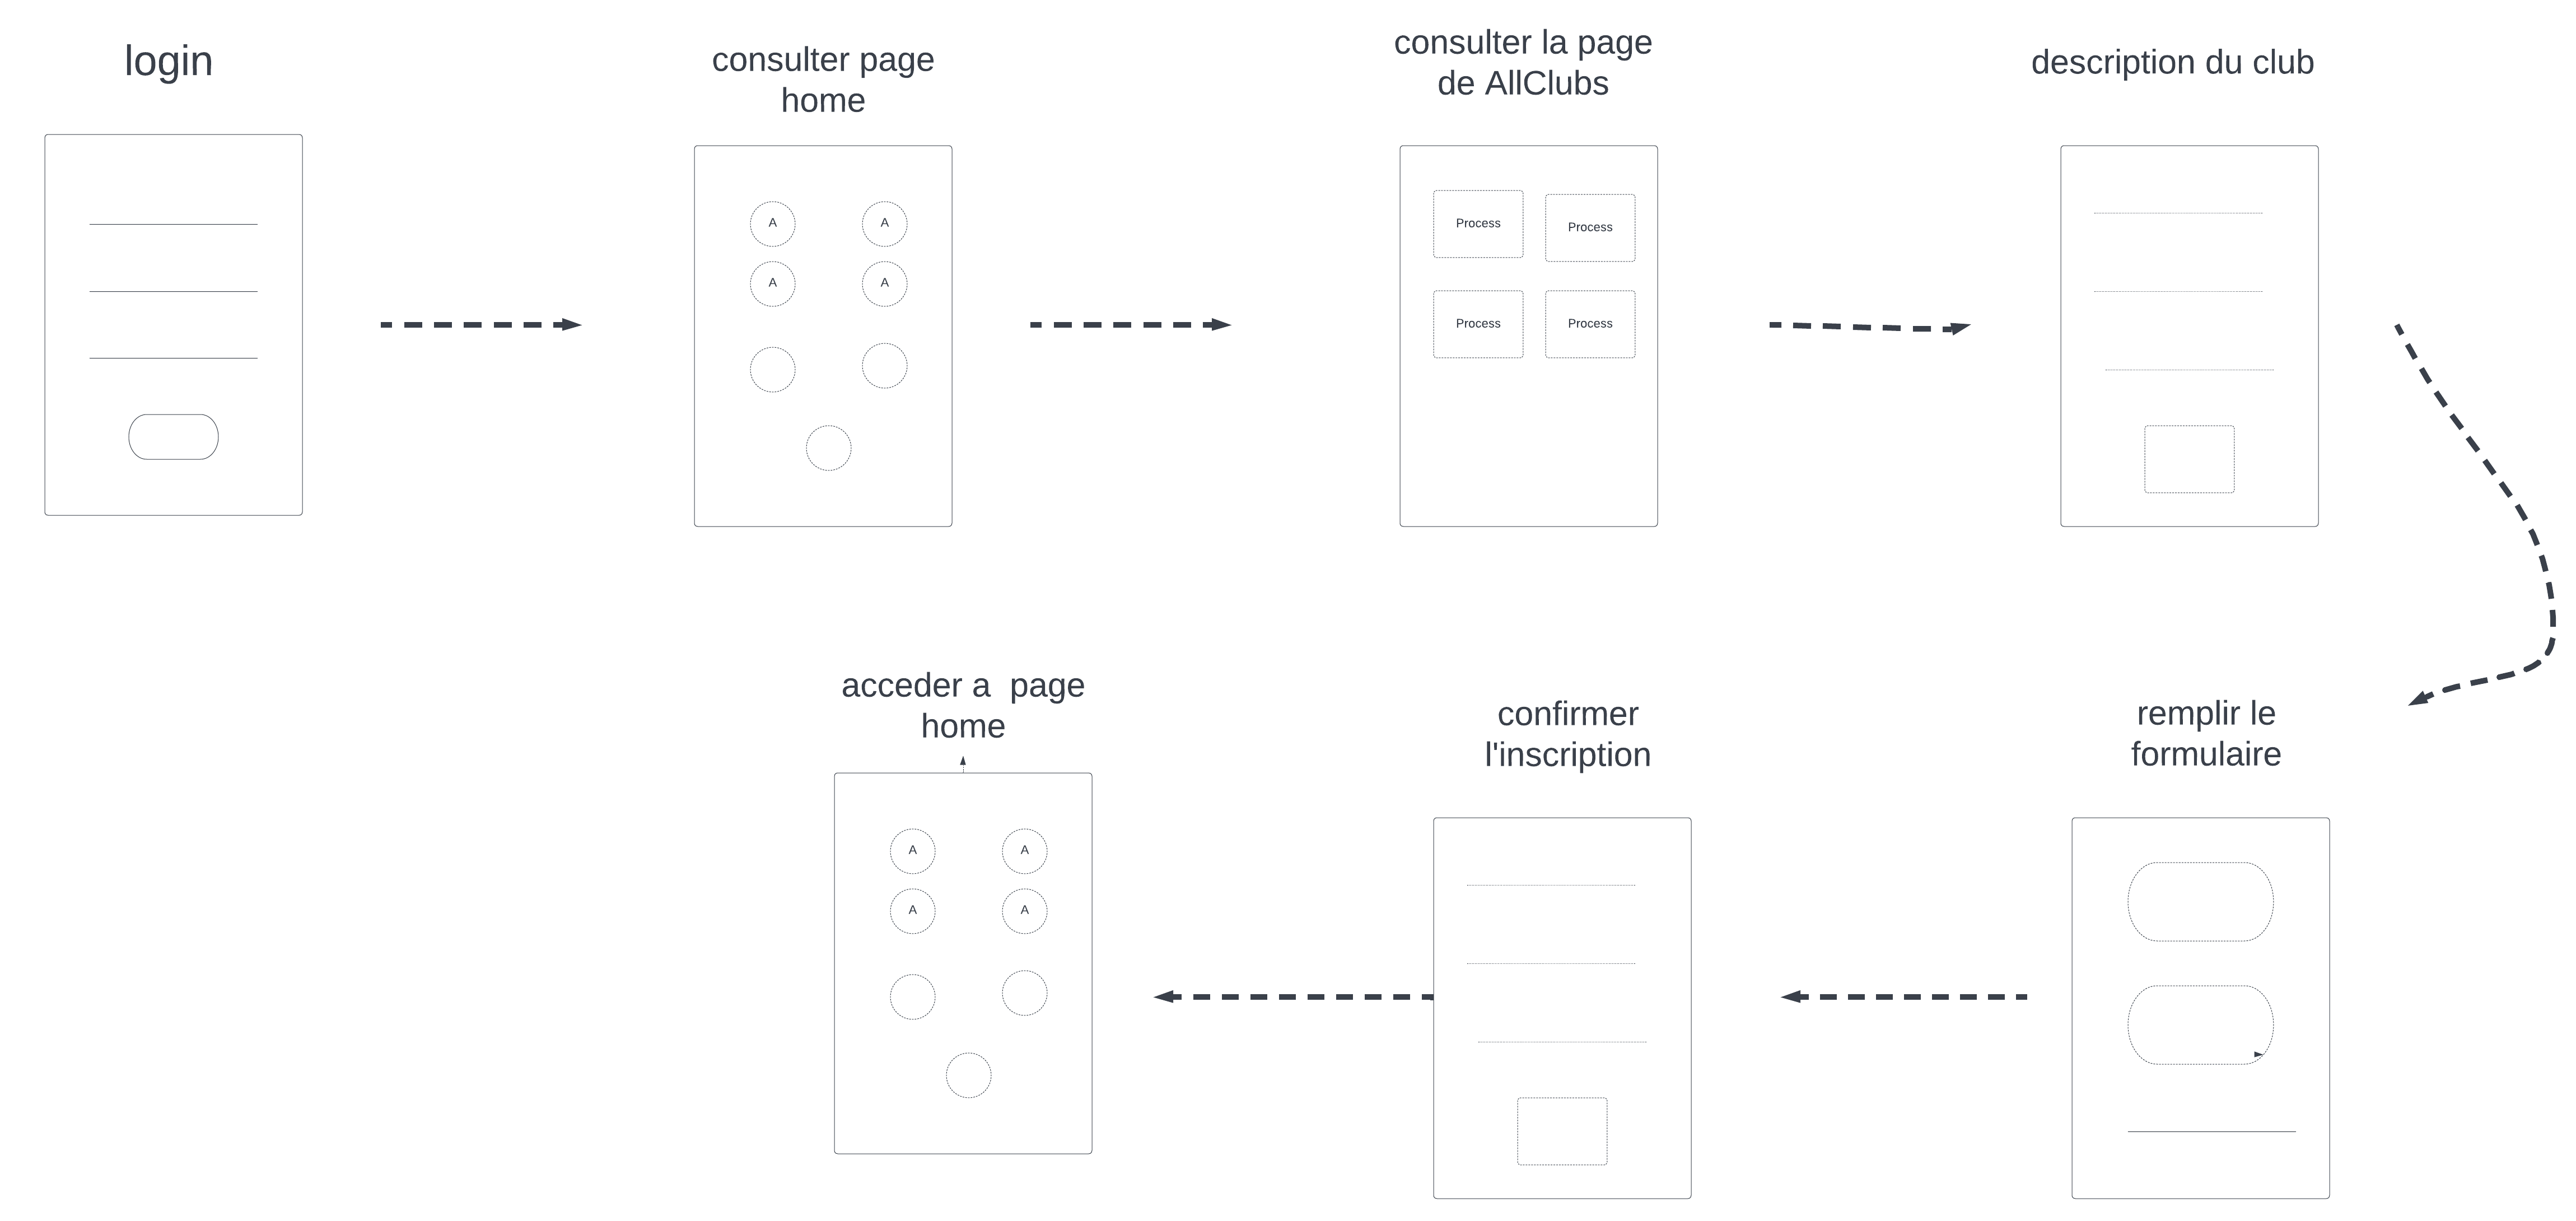 login
consulter page
home
consulter la page
de AllClubs
description du club
A
A
A
A
Process
Process
Process
Process
acceder a  page
home
confirmer
l'inscription
remplir le
formulaire
A
A
A
A